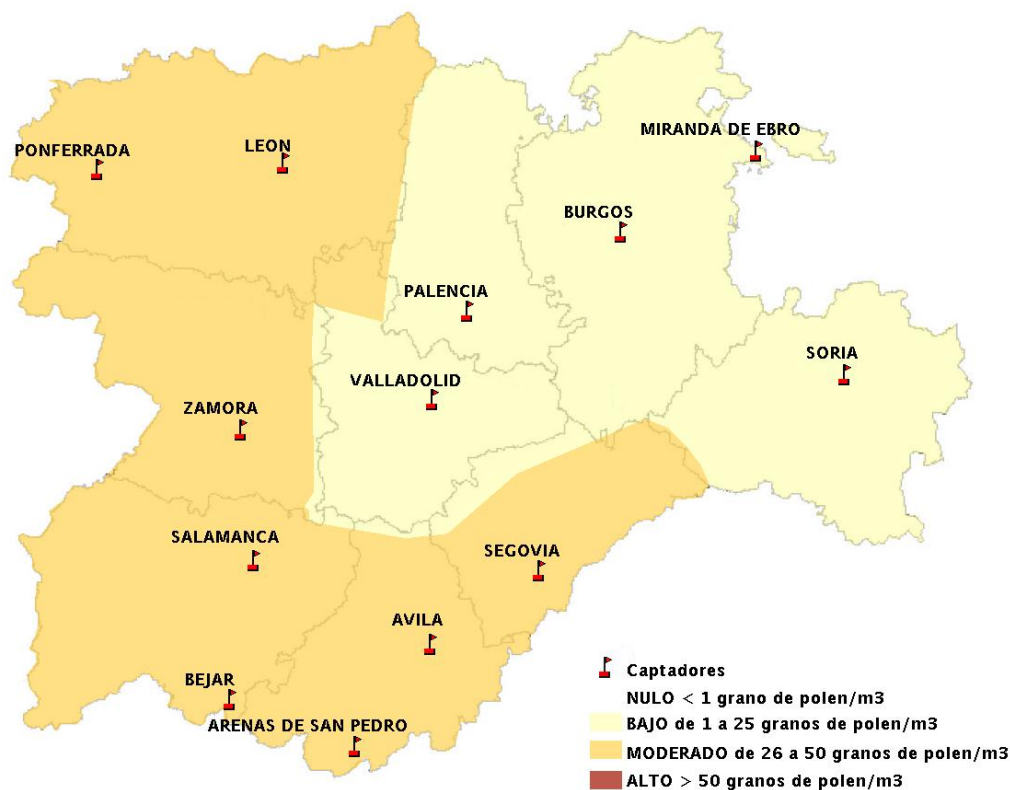 MIRANDA DE EBRO
PONFERRADA
LEON
BURGOS
PALENCIA
SORIA
VALLADOLID
ZAMORA
SALAMANCA
SEGOVIA
AVILA
BEJAR
ARENAS DE SAN PEDRO
Captadores
NULO < 1 grano de polen/m3
BAJO de 1 a 25 granos de polen/m3
MODERADO de 26 a 50 granos de polen/m3
ALTO > 50 granos de polen/m3